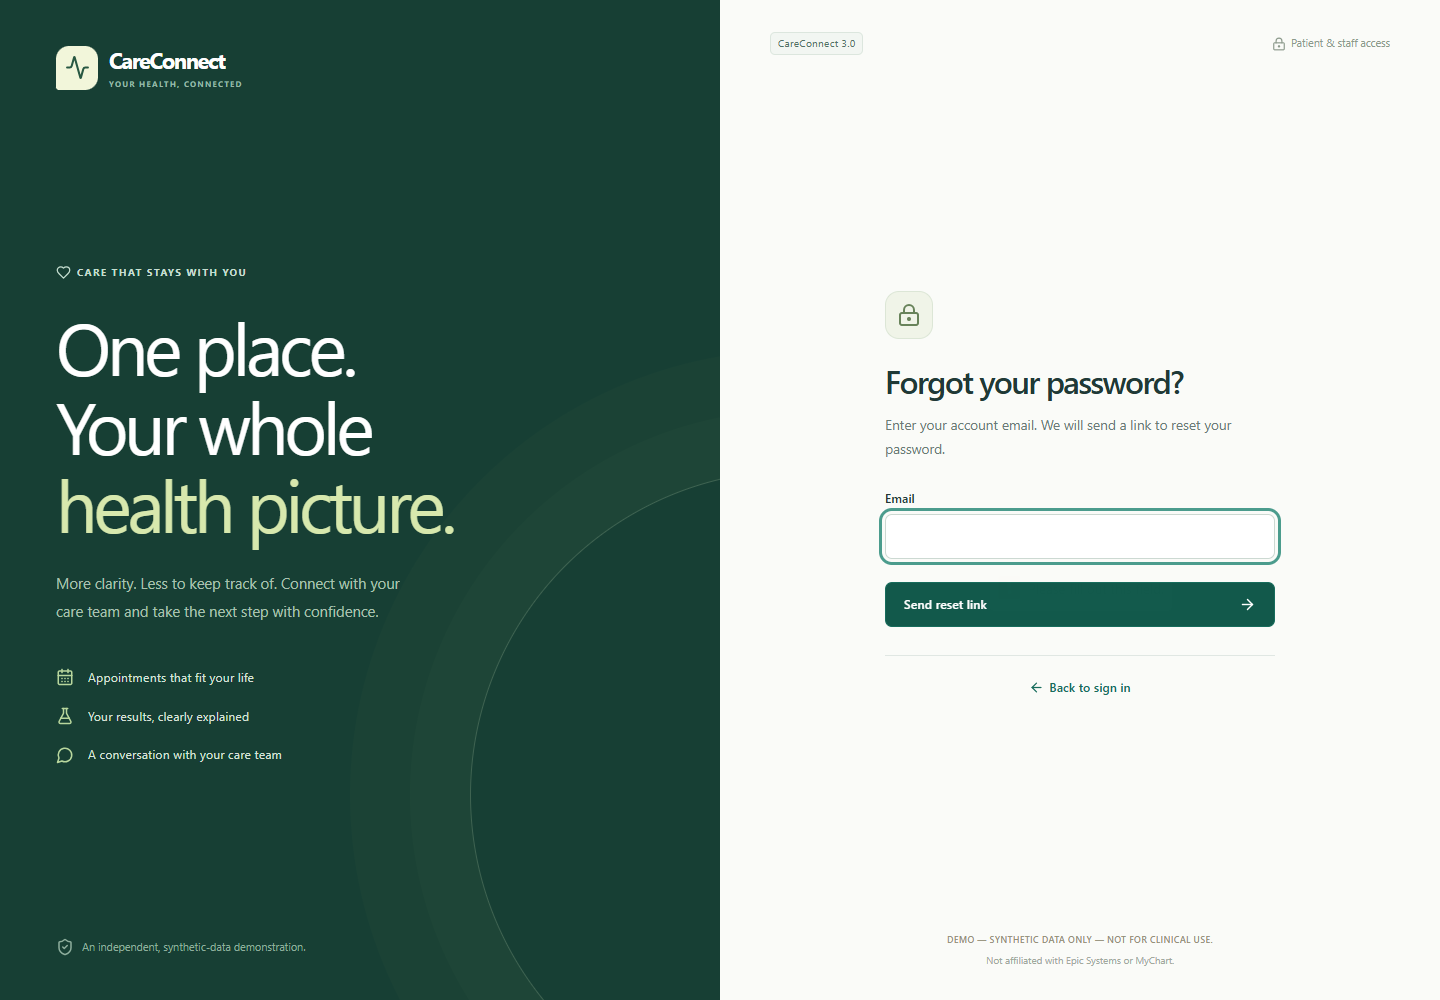 CareConnect
YOUR HEALTH, CONNECTED
CARE THAT STAYS WITH YOU
One place.
Your whole
health picture.
More clarity. Less to keep track of. Connect with your
care team and take the next step with confidence.
Appointments that fit your life
Your results, clearly explained
A conversation with your care team
An independent, synthetic-data demonstration.
CareConnect 3.0
Patient & staff access
Forgot your password?
Enter your account email. We will send a link to reset your
password.
Email
Send reset link
Back to sign in
DEMO — SYNTHETIC DATA ONLY — NOT FOR CLINICAL USE.
Not affiliated with Epic Systems or MyChart.